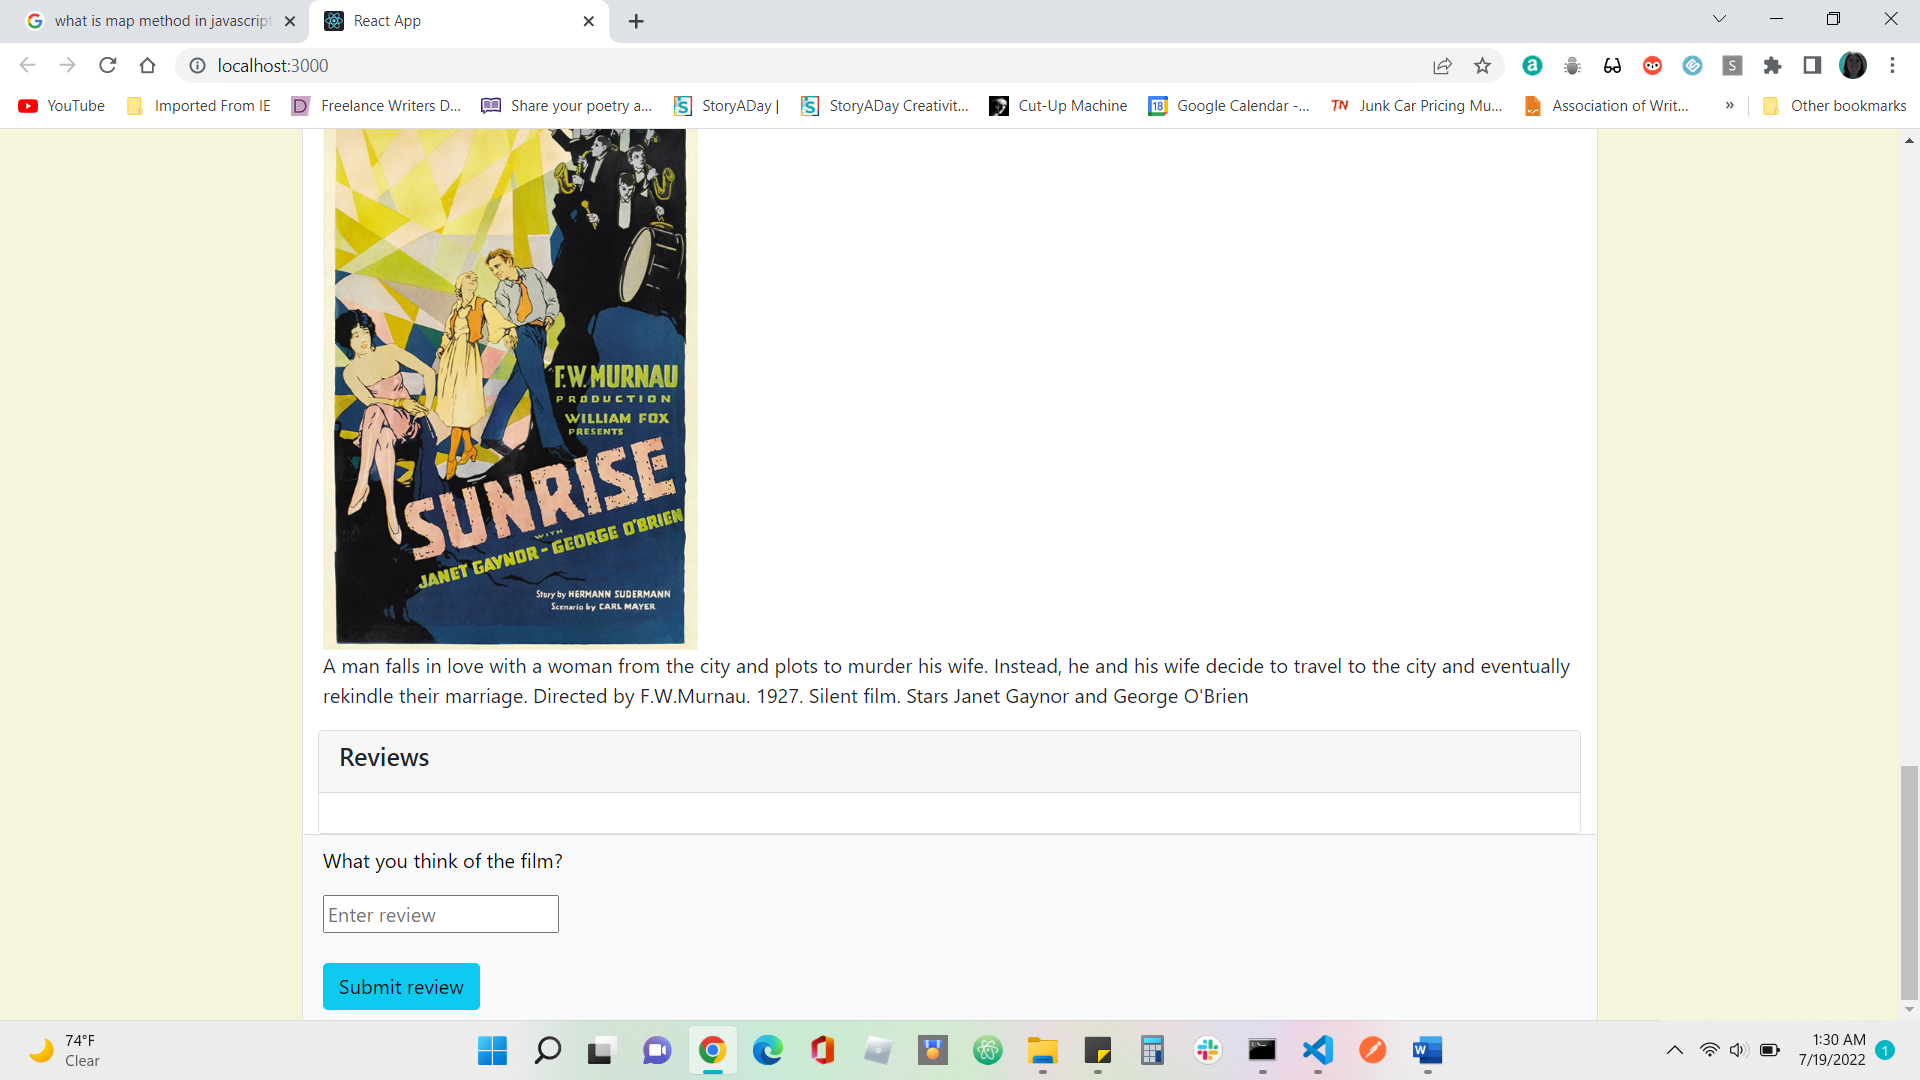 what is map method in javascript
React App
localhost:3000
YouTube
Imported From IE
Freelance Writers D...
Share your poetry a...
StoryADay |
StoryADay Creativit...
Cut-Up Machine
18
Google Calendar -...
TN
Junk Car Pricing Mu...
Association of Writ...
»
Other bookmarks
F.W. MURNAU
PRODUCTION
WILLIAM FOX
PRESENTS
SUNRISE
WITH
JANET GAYNOR - GEORGE O'BRIEN
Story by HERMANN SUDERMANN
Scenario by CARL MAYER
A man falls in love with a woman from the city and plots to murder his wife. Instead, he and his wife decide to travel to the city and eventually
rekindle their marriage. Directed by F.W.Murnau. 1927. Silent film. Stars Janet Gaynor and George O'Brien
Reviews
What you think of the film?
Enter review
Submit review
74°F
Clear
1:30 AM
7/19/2022
1